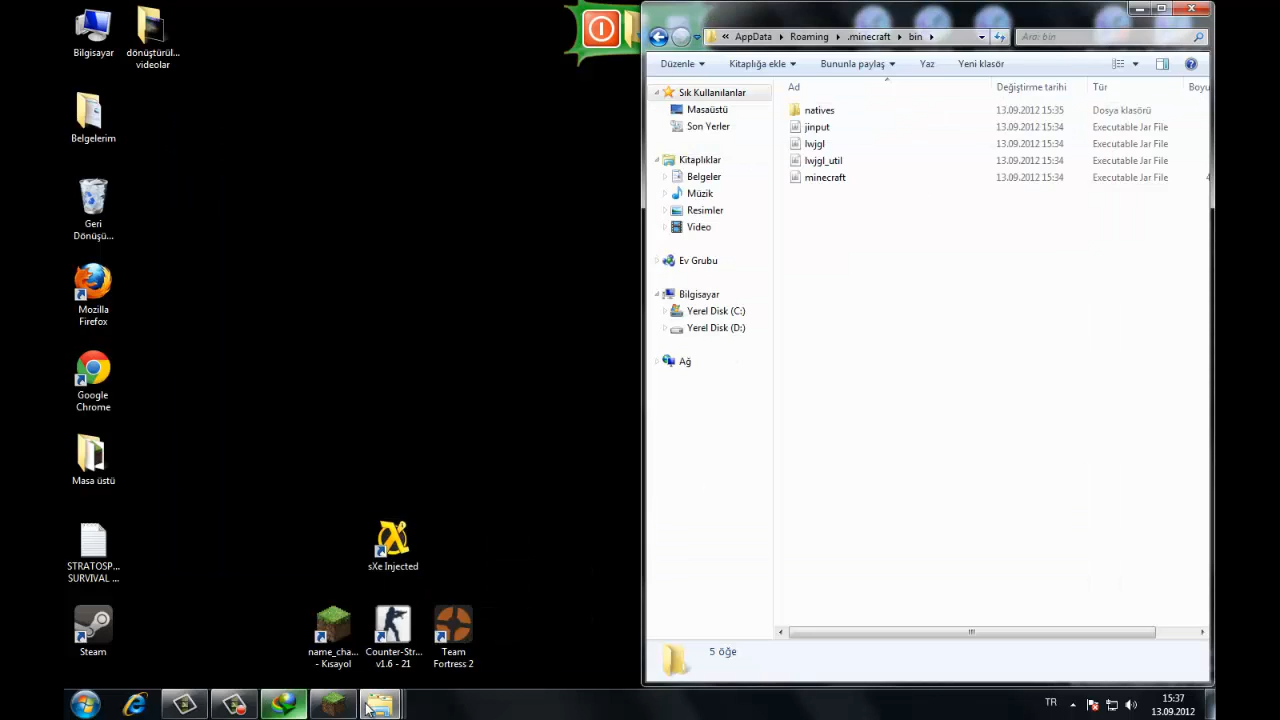 Bilgisayar
dönüştürül...
videolar
Belgelerim
Geri
Dönüşü...
Mozilla
Firefox
Google
Chrome
Masa üstü
STRATOSP...
SURVIVAL ...
Steam
sXe Injected
name_cha...
- Kısayol
Counter-Str...
v1.6 - 21
Team
Fortress 2
« AppData Roaming .minecraft bin
Ara: bin
Düzenle Kitaplığa ekle Bununla paylaş Yaz Yeni klasör
Sık Kullanılanlar
Masaüstü
Son Yerler
Kitaplıklar
Belgeler
Müzik
Resimler
Video
Ev Grubu
Bilgisayar
Yerel Disk (C:)
Yerel Disk (D:)
Ağ
Ad Değiştirme tarihi Tür Boyu
natives 13.09.2012 15:35 Dosya klasörü
jinput 13.09.2012 15:34 Executable Jar File
lwjgl 13.09.2012 15:34 Executable Jar File
lwjgl_util 13.09.2012 15:34 Executable Jar File
minecraft 13.09.2012 15:34 Executable Jar File 4
5 öğe
TR
15:37
13.09.2012